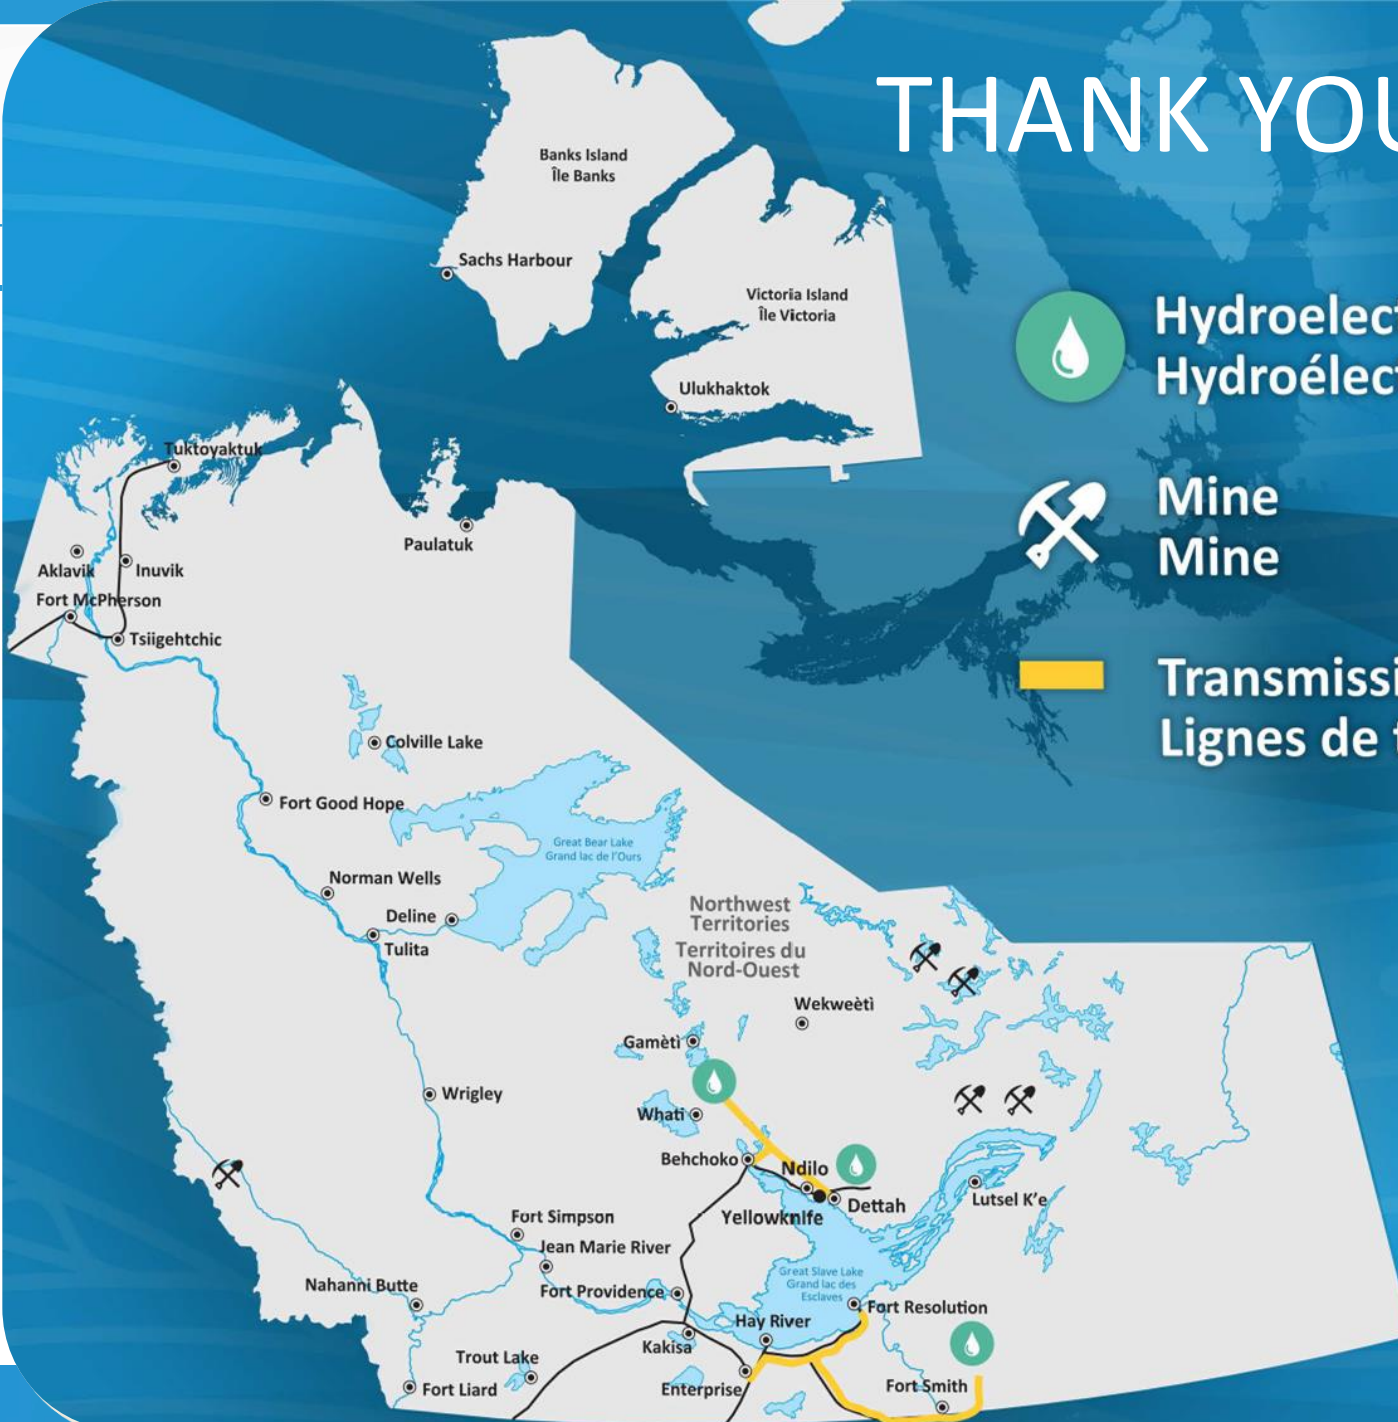 THANK YOU
Banks Island
Île Banks
Sachs Harbour
Victoria Island
Île Victoria
Ulukhaktok
Hydroelect
Hydroélect
Mine
Mine
Transmissi
Lignes de t
Tuktoyaktuk
Paulatuk
Aklavik
Inuvik
Fort McPherson
Tsiigehtchic
Colville Lake
Fort Good Hope
Great Bear Lake
Grand lac de l'Ours
Norman Wells
Deline
Tulita
Northwest
Territories
Territoires du
Nord-Ouest
Wekweètì
Gamètì
Wrigley
Whatì
Behchoko
Ndilo
Dettah
Yellowknife
Lutsel K'e
Fort Simpson
Jean Marie River
Great Slave Lake
Grand lac des
Esclaves
Nahanni Butte
Fort Providence
Fort Resolution
Hay River
Kakisa
Trout Lake
Fort Liard
Enterprise
Fort Smith